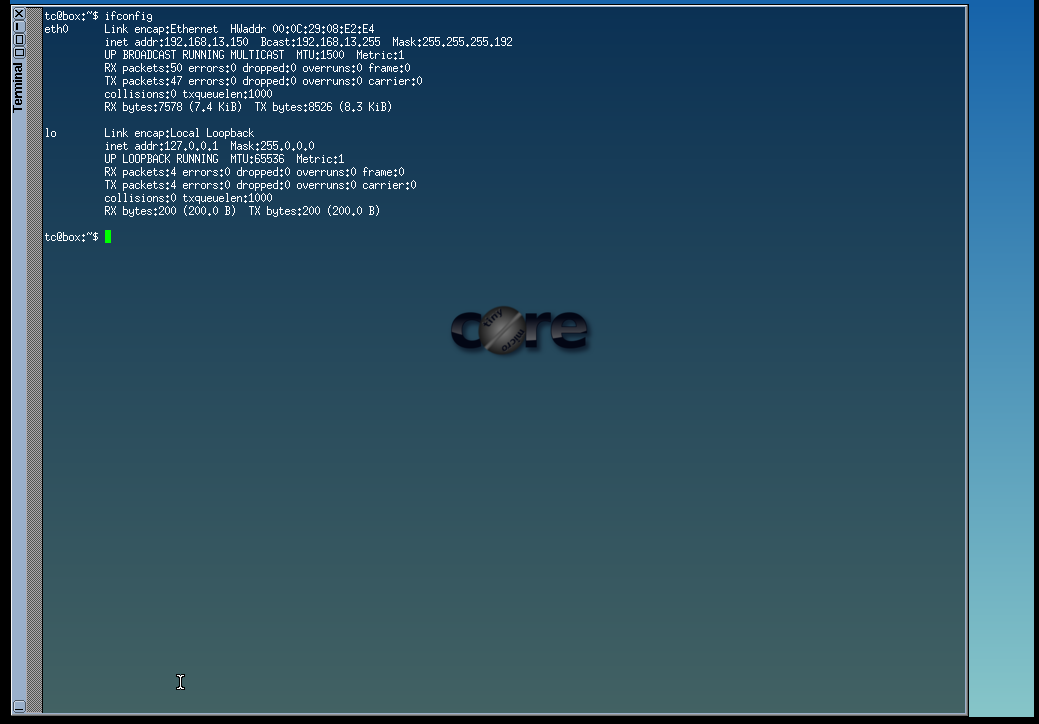 Terminal
tc@box:~$ ifconfig
eth0      Link encap:Ethernet  HWaddr 00:0C:29:08:E2:E4
          inet addr:192.168.13.150  Bcast:192.168.13.255  Mask:255.255.255.192
          UP BROADCAST RUNNING MULTICAST  MTU:1500  Metric:1
          RX packets:50 errors:0 dropped:0 overruns:0 frame:0
          TX packets:47 errors:0 dropped:0 overruns:0 carrier:0
          collisions:0 txqueuelen:1000
          RX bytes:7578 (7.4 KiB)  TX bytes:8526 (8.3 KiB)

lo        Link encap:Local Loopback
          inet addr:127.0.0.1  Mask:255.0.0.0
          UP LOOPBACK RUNNING  MTU:65536  Metric:1
          RX packets:4 errors:0 dropped:0 overruns:0 frame:0
          TX packets:4 errors:0 dropped:0 overruns:0 carrier:0
          collisions:0 txqueuelen:1000
          RX bytes:200 (200.0 B)  TX bytes:200 (200.0 B)

tc@box:~$
core
tiny
micro